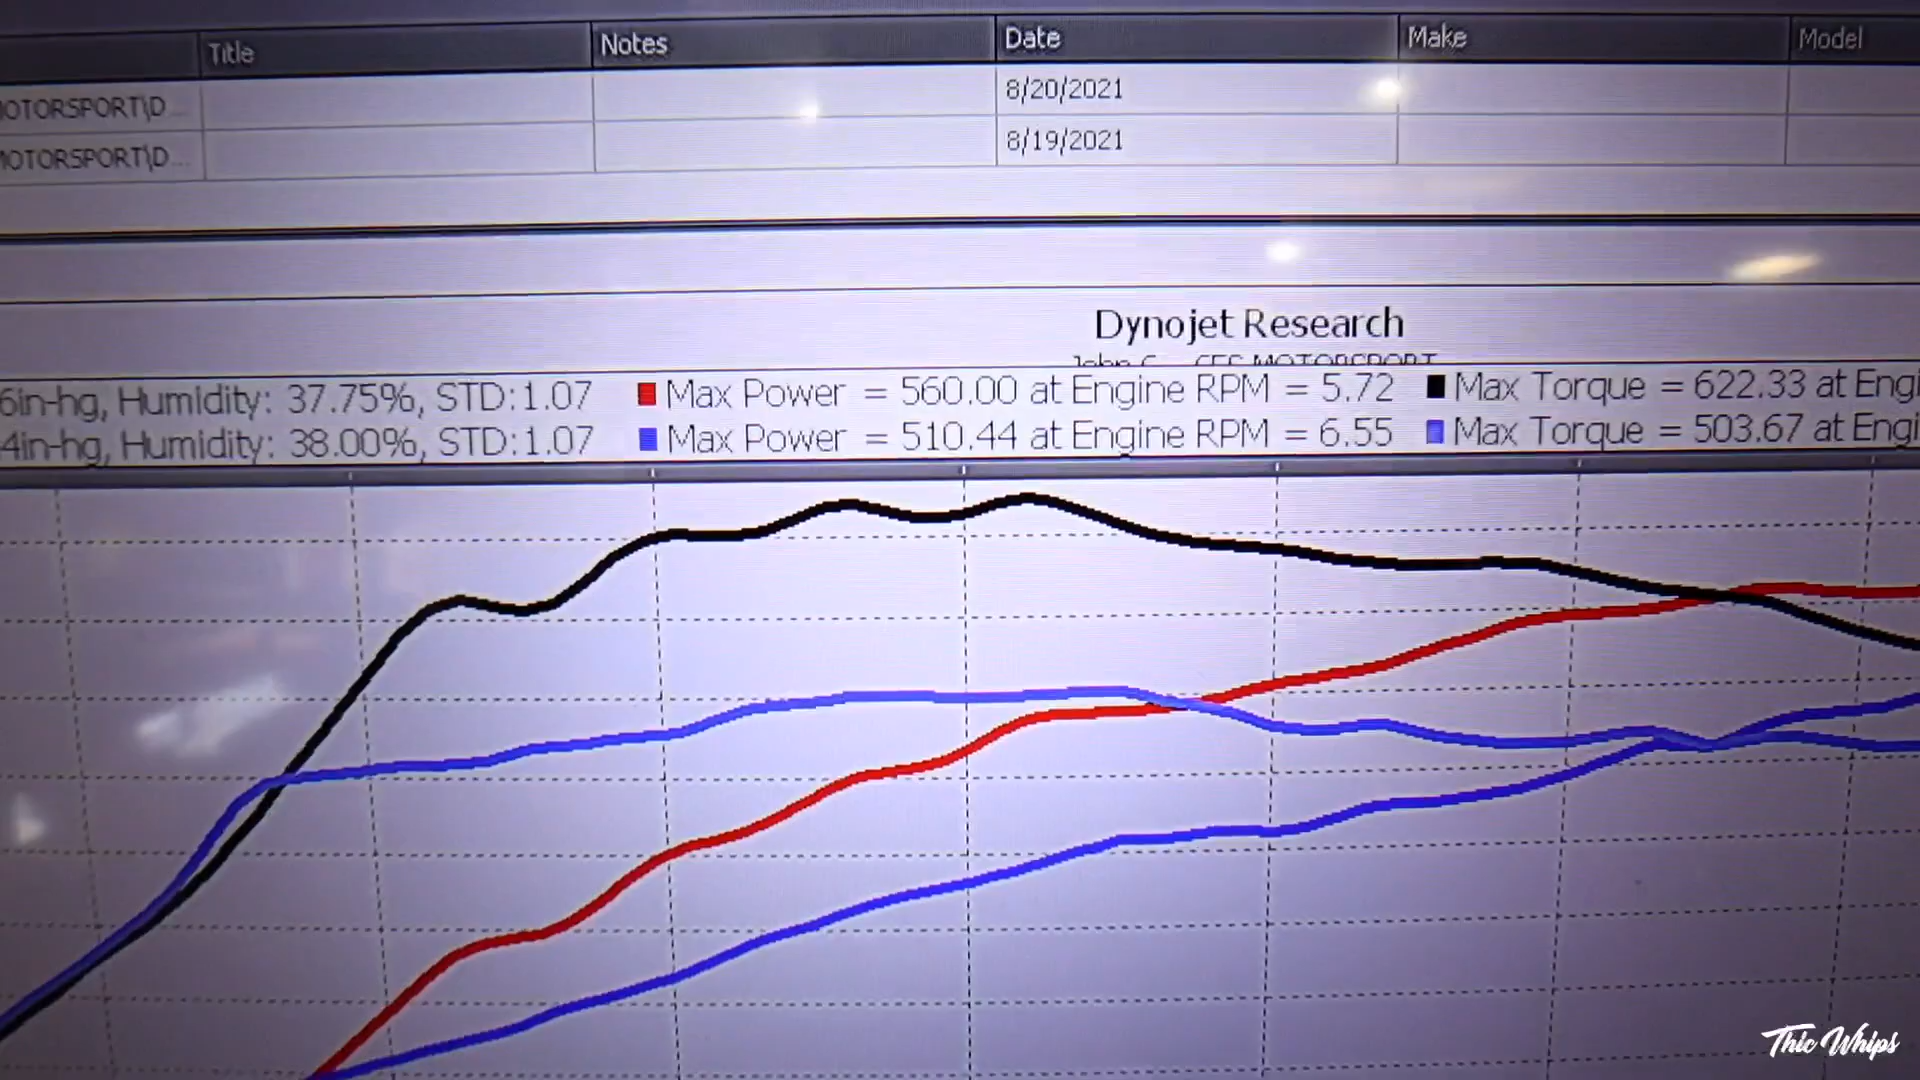 Title Notes Date Make Model
MOTORSPORT\D... 8/20/2021
MOTORSPORT\D... 8/19/2021
Dynojet Research
6in-hg, Humidity: 37.75%, STD:1.07 Max Power = 560.00 at Engine RPM = 5.72 Max Torque = 622.33 at Engi
4in-hg, Humidity: 38.00%, STD:1.07 Max Power = 510.44 at Engine RPM = 6.55 Max Torque = 503.67 at Engi
Thic Whips